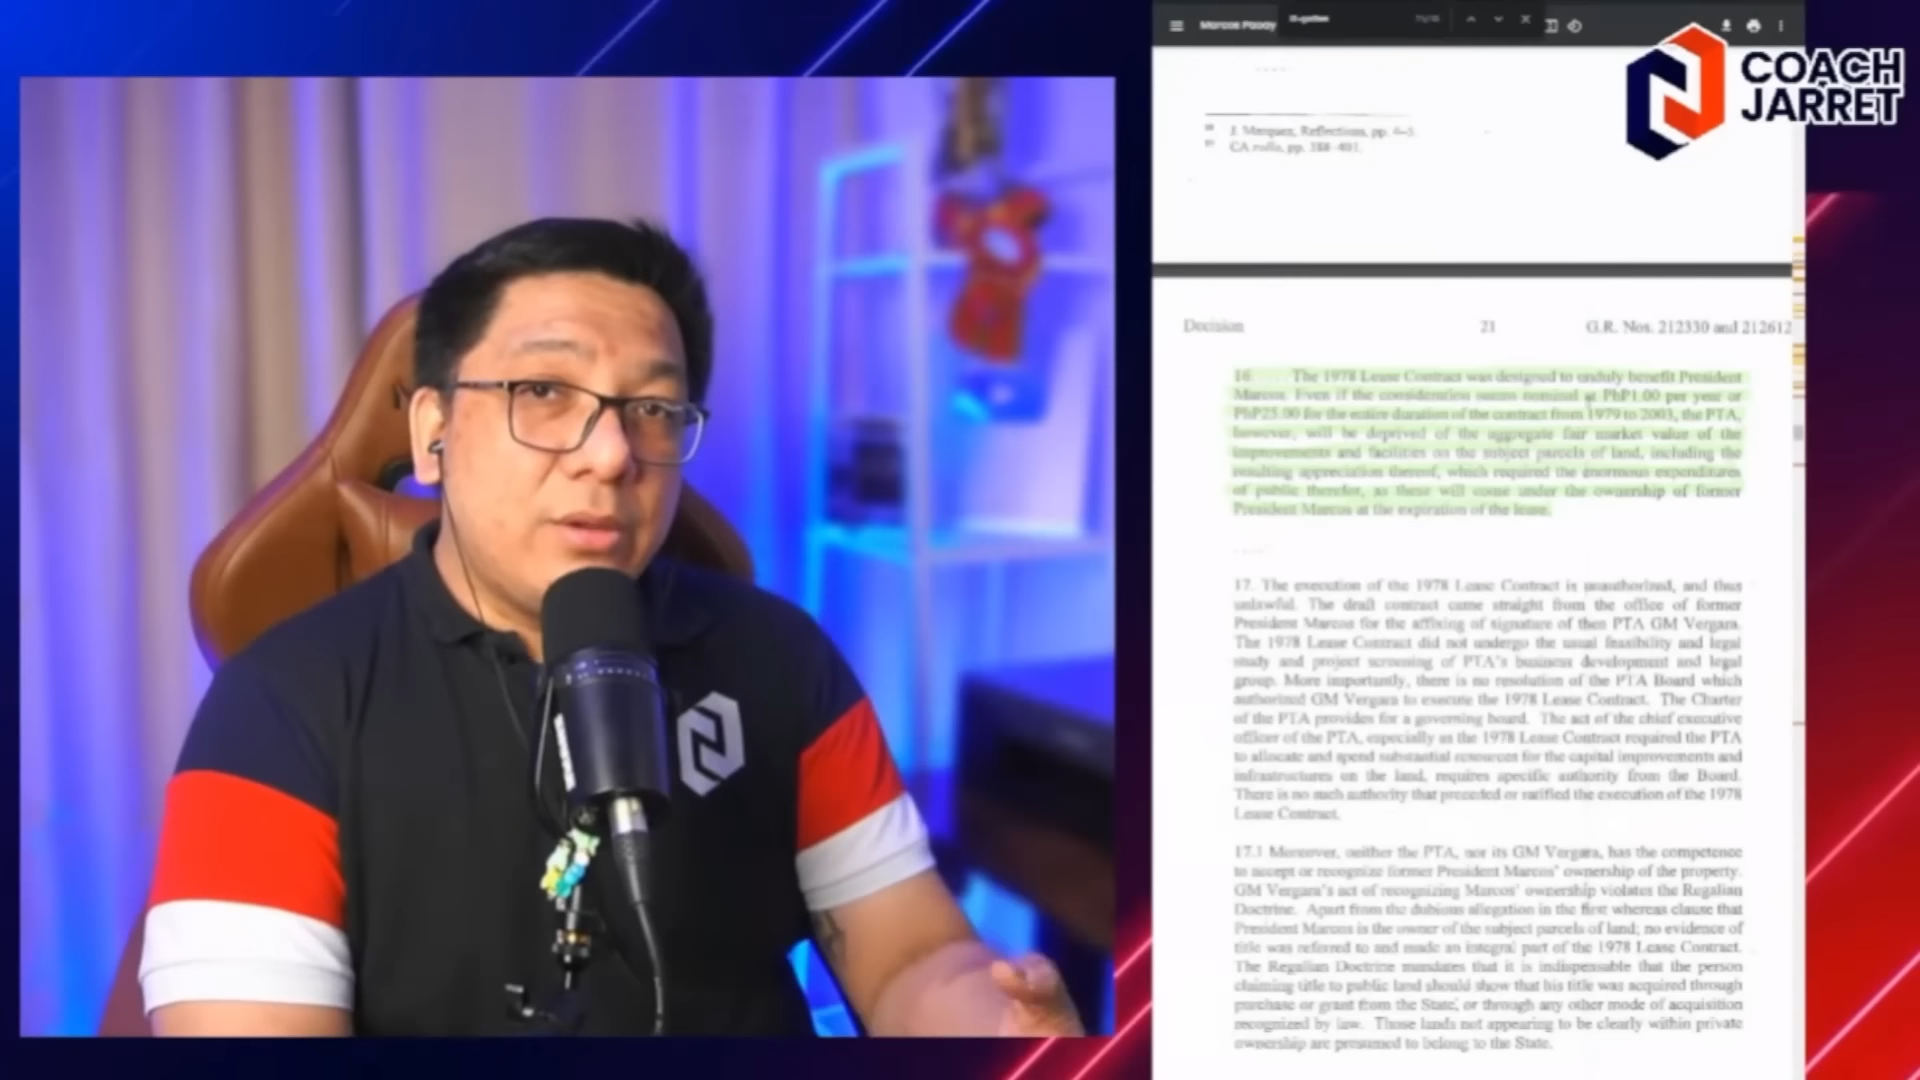 Marcos Paoay
COACH
JARRET
J. Marquez, Reflections, pp. 4-5.
CA rollo, pp. 388-401.
Decision 21 G.R. Nos. 212330 and 212612
16 The 1978 Lease Contract was designed to unduly benefit President
Marcos. Even if the consideration seems nominal at PhP1.00 per year or
PhP25.00 for the entire duration of the contract from 1979 to 2003, the PTA,
however, will be deprived of the aggregate fair market value of the
improvements and facilities on the subject parcels of land, including the
resulting appreciation thereof, which required the enormous expenditures
of public therefor, as these will come under the ownership of former
President Marcos at the expiration of the lease.
17. The execution of the 1978 Lease Contract is unauthorized, and thus
unlawful. The draft contract came straight from the office of former
President Marcos for the affixing of signature of then PTA GM Vergara.
The 1978 Lease Contract did not undergo the usual feasibility and legal
study and project screening of PTA's business development and legal
group. More importantly, there is no resolution of the PTA Board which
authorized GM Vergara to execute the 1978 Lease Contract. The Charter
of the PTA provides for a governing board. The act of the chief executive
officer of the PTA, especially as the 1978 Lease Contract required the PTA
to allocate and spend substantial resources for the capital improvements and
infrastructures on the land, requires specific authority from the Board.
There is no such authority that preceded or ratified the execution of the 1978
Lease Contract.
17.1 Moreover, neither the PTA, nor its GM Vergara, has the competence
to accept or recognize former President Marcos' ownership of the property.
GM Vergara's act of recognizing Marcos' ownership violates the Regalian
Doctrine. Apart from the dubious allegation in the first whereas clause that
President Marcos is the owner of the subject parcels of land; no evidence of
title was referred to and made an integral part of the 1978 Lease Contract.
The Regalian Doctrine mandates that it is indispensable that the person
claiming title to public land should show that his title was acquired through
purchase or grant from the State, or through any other mode of acquisition
recognized by law. Those lands not appearing to be clearly within private
ownership are presumed to belong to the State.